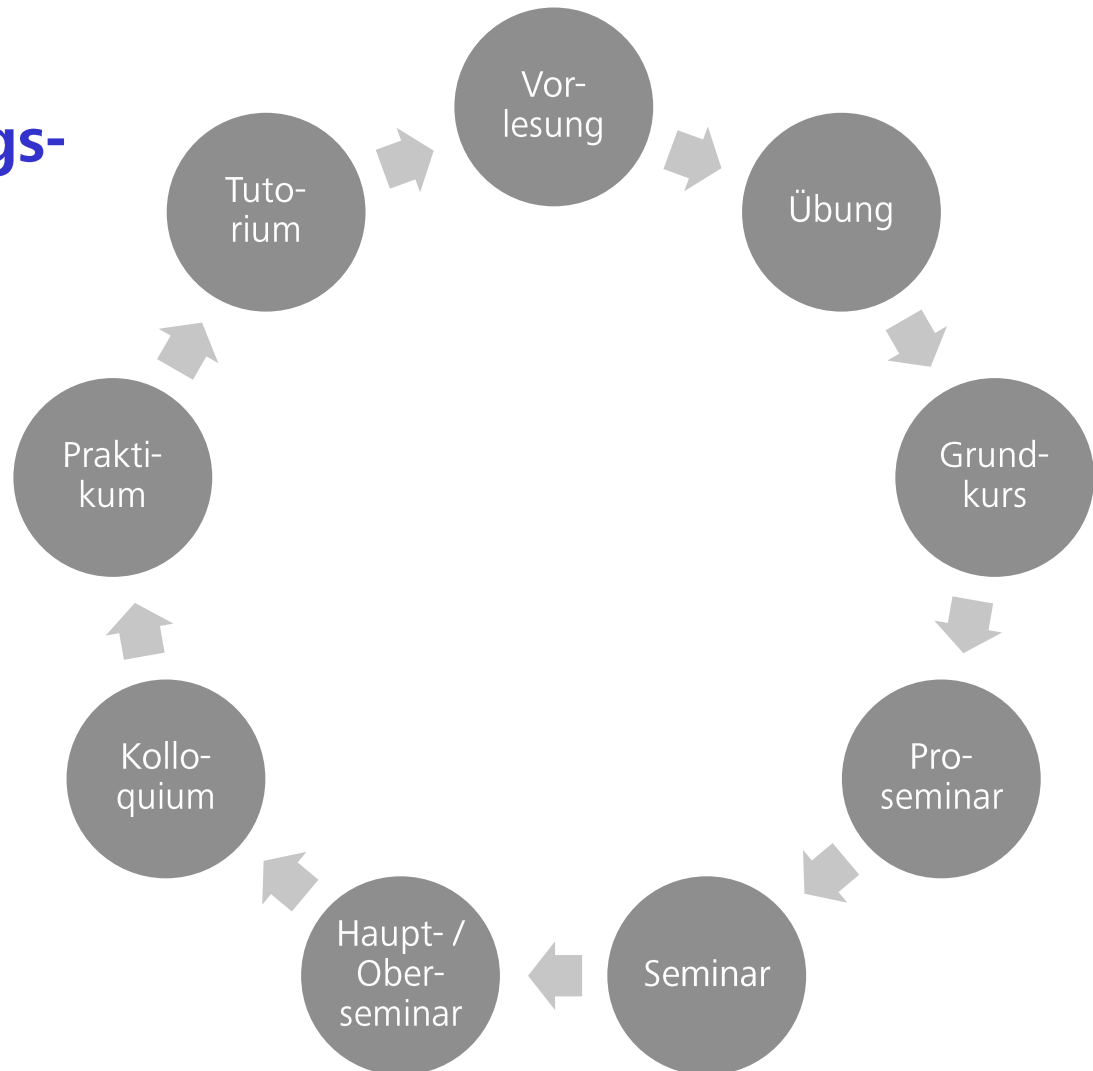 gs-
Vor-
lesung
Übung
Grund-
kurs
Pro-
seminar
Seminar
Haupt- /
Ober-
seminar
Kollo-
quium
Prakti-
kum
Tuto-
rium